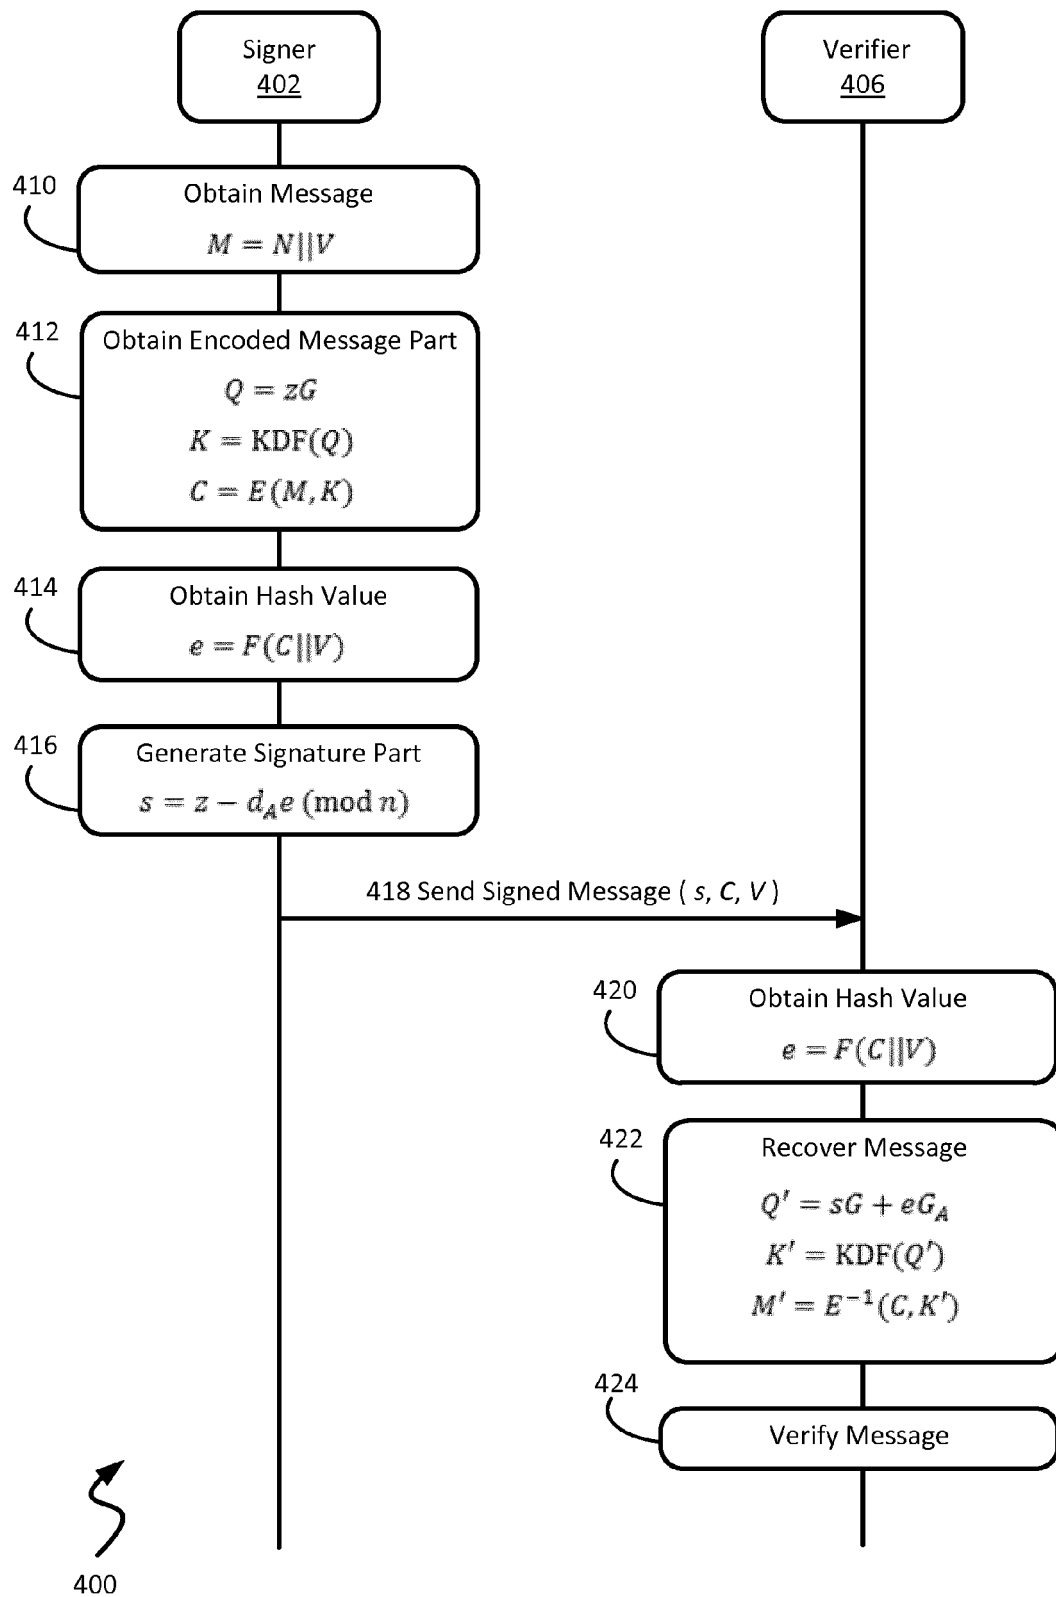 Signer
402
Verifier
406
410
Obtain Message
M = N||V
412
Obtain Encoded Message Part
Q = zG
K = KDF(Q)
C = E(M, K)
414
Obtain Hash Value
e = F(C||V)
416
Generate Signature Part
s = z − d_A e (mod n)
418 Send Signed Message ( s, C, V )
420
Obtain Hash Value
e = F(C||V)
422
Recover Message
Q′ = sG + eG_A
K′ = KDF(Q′)
M′ = E⁻¹(C, K′)
424
Verify Message
400